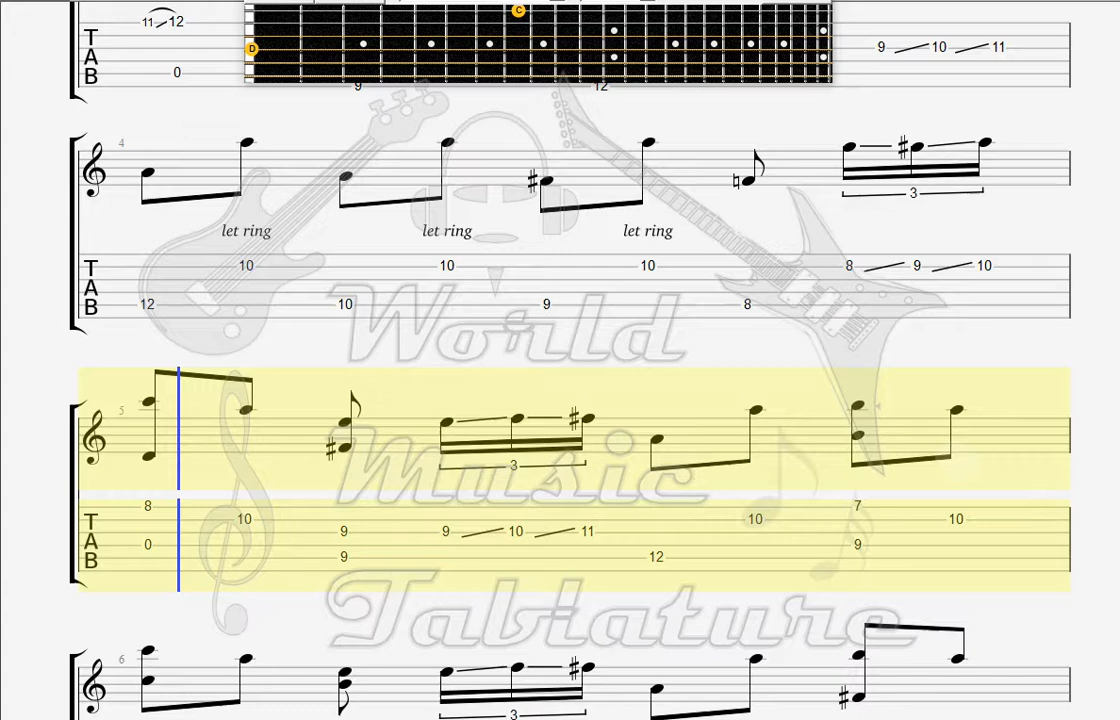 11 12
C
T
A
B
D
9 10 11
0
9
12
4
let ring let ring let ring
3
T
A
B
10 10 10 8 9 10
12 10 9 8
World
5
Music
3
T
A
B
8 7
10 10 10
9 9 10 11
0 9
9 12
Tablature
6
3